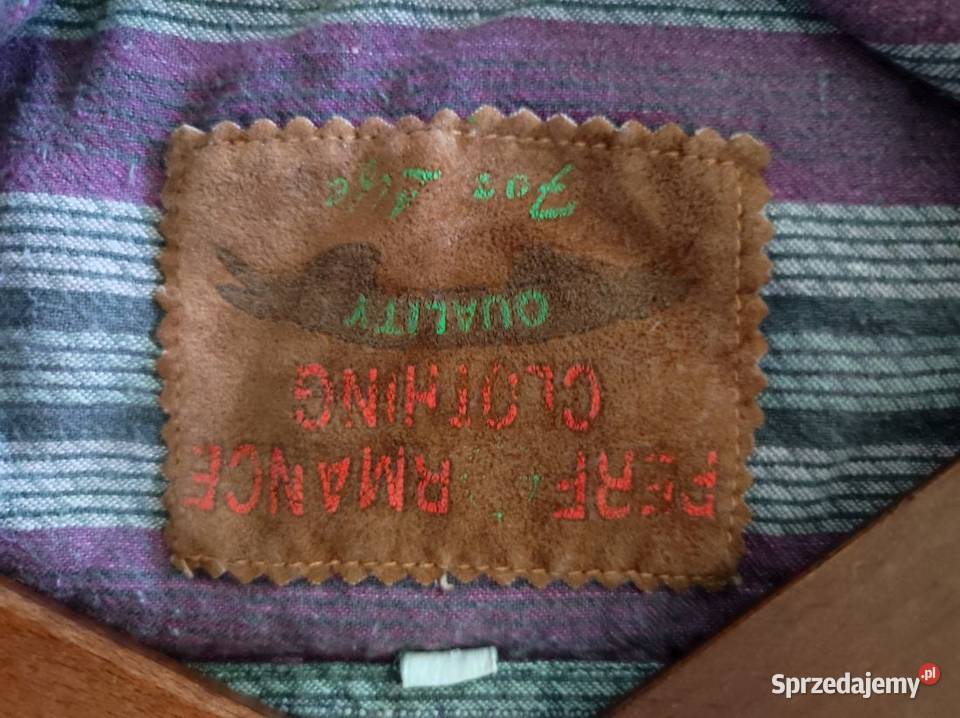 PERF RMANCE
CLOTHING
QUALITY
For Life
Sprzedajemy.pl